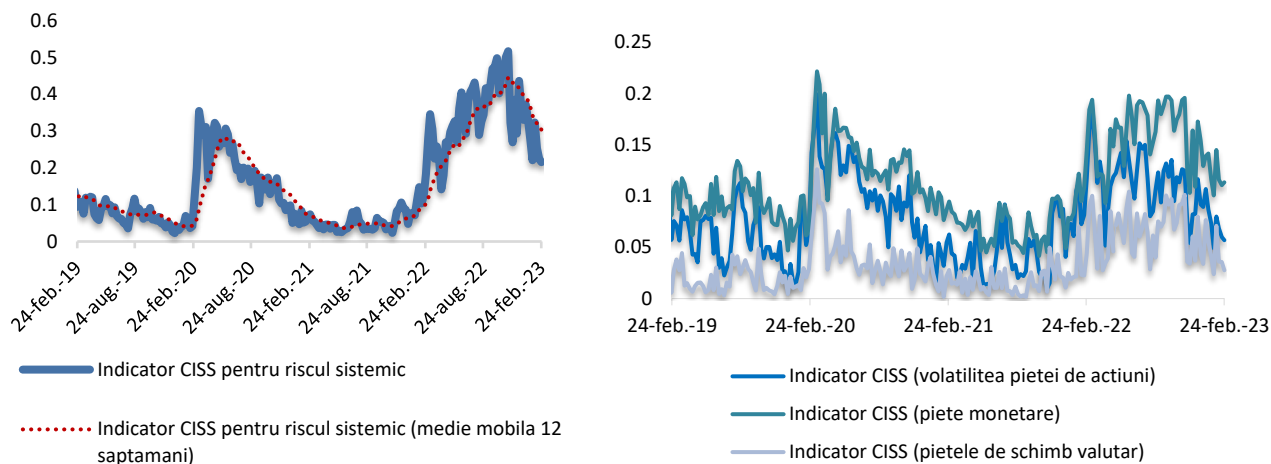 0.6
0.5
0.4
0.3
0.2
0.1
0
24-feb.-19
24-aug.-19
24-feb.-20
24-aug.-20
24-feb.-21
24-aug.-21
24-feb.-22
24-aug.-22
24-feb.-23
Indicator CISS pentru riscul sistemic
Indicator CISS pentru riscul sistemic (medie mobila 12
saptamani)
0.25
0.2
0.15
0.1
0.05
0
24-feb.-19
24-feb.-20
24-feb.-21
24-feb.-22
24-feb.-23
Indicator CISS (volatilitea pietei de actiuni)
Indicator CISS (piete monetare)
Indicator CISS (pietele de schimb valutar)